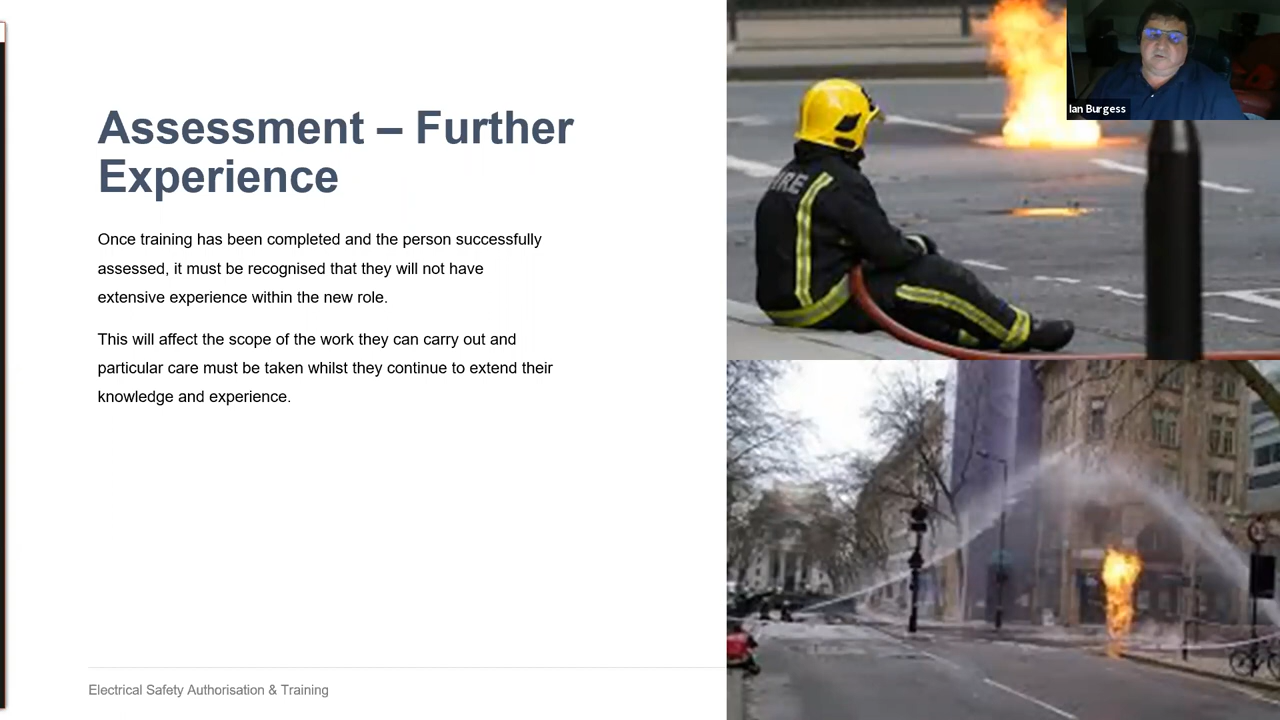 Assessment – Further
Experience
Once training has been completed and the person successfully
assessed, it must be recognised that they will not have
extensive experience within the new role.
This will affect the scope of the work they can carry out and
particular care must be taken whilst they continue to extend their
knowledge and experience.
Electrical Safety Authorisation & Training
FIRE
Ian Burgess